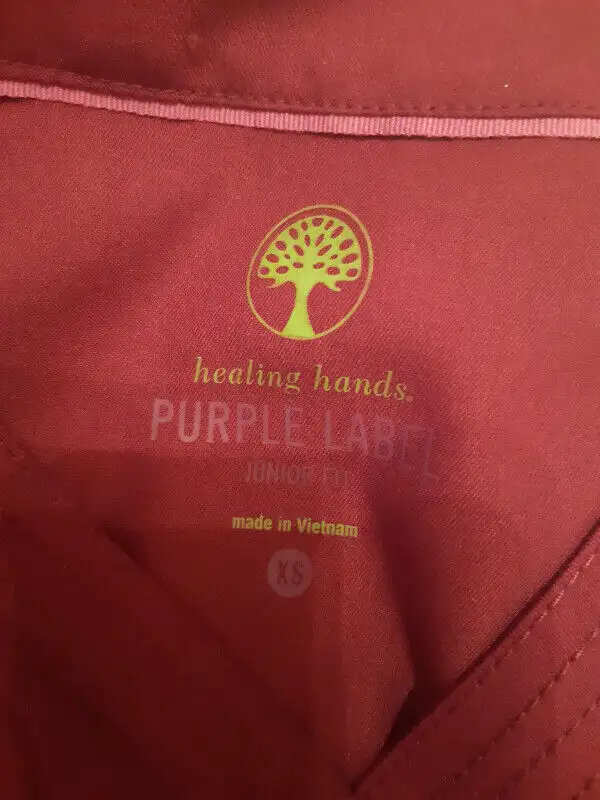 healing hands®
PURPLE LABEL
JUNIOR FIT
made in Vietnam
XS